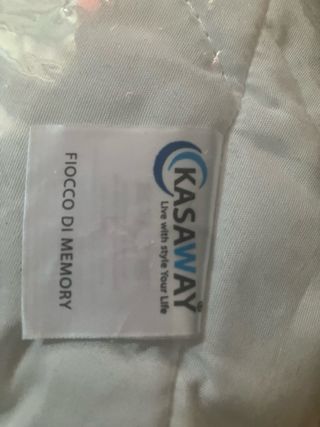 KASAWAY®
Live with style Your Life
FIOCCO DI MEMORY